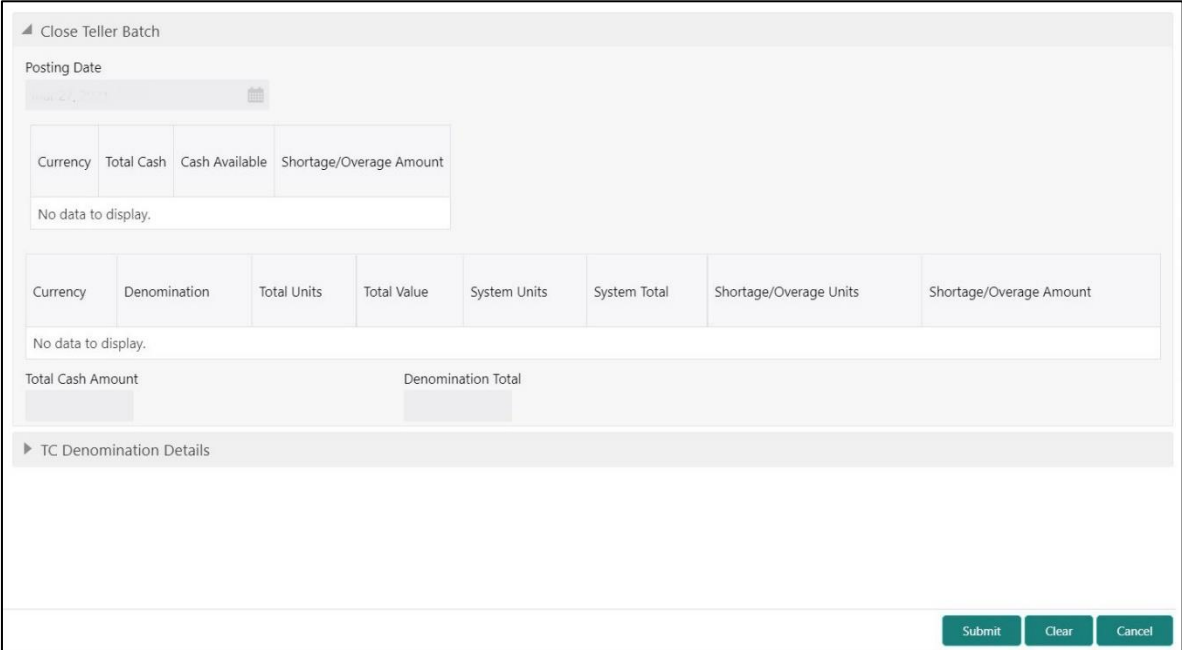 Close Teller Batch
Posting Date
Currency Total Cash Cash Available Shortage/Overage Amount
No data to display.
Currency Denomination Total Units Total Value System Units System Total Shortage/Overage Units Shortage/Overage Amount
No data to display.
Total Cash Amount Denomination Total
TC Denomination Details
Submit Clear Cancel